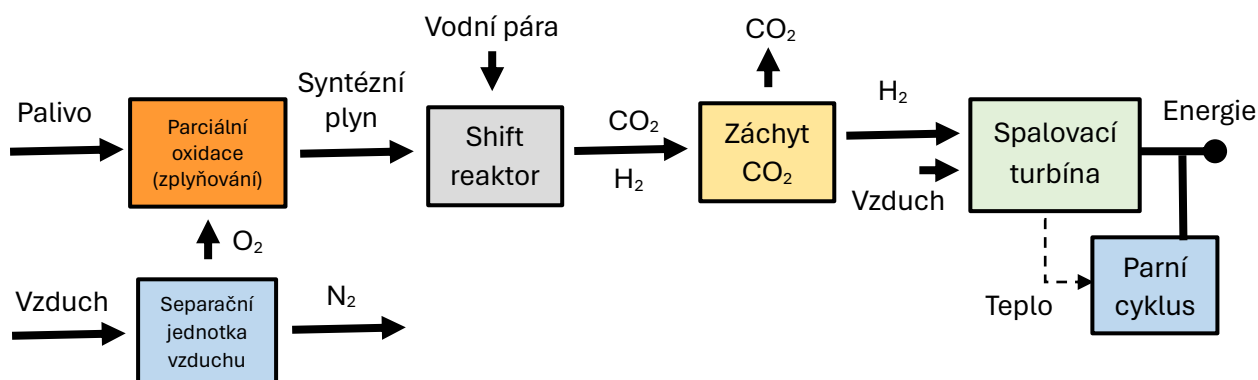 Vodní pára
CO₂
Palivo
Parciální
oxidace
(zplyňování)
Syntézní
plyn
Shift
reaktor
CO₂
H₂
Záchyt
CO₂
H₂
Vzduch
Spalovací
turbína
Energie
O₂
Vzduch
Separační
jednotka
vzduchu
N₂
Teplo
Parní
cyklus